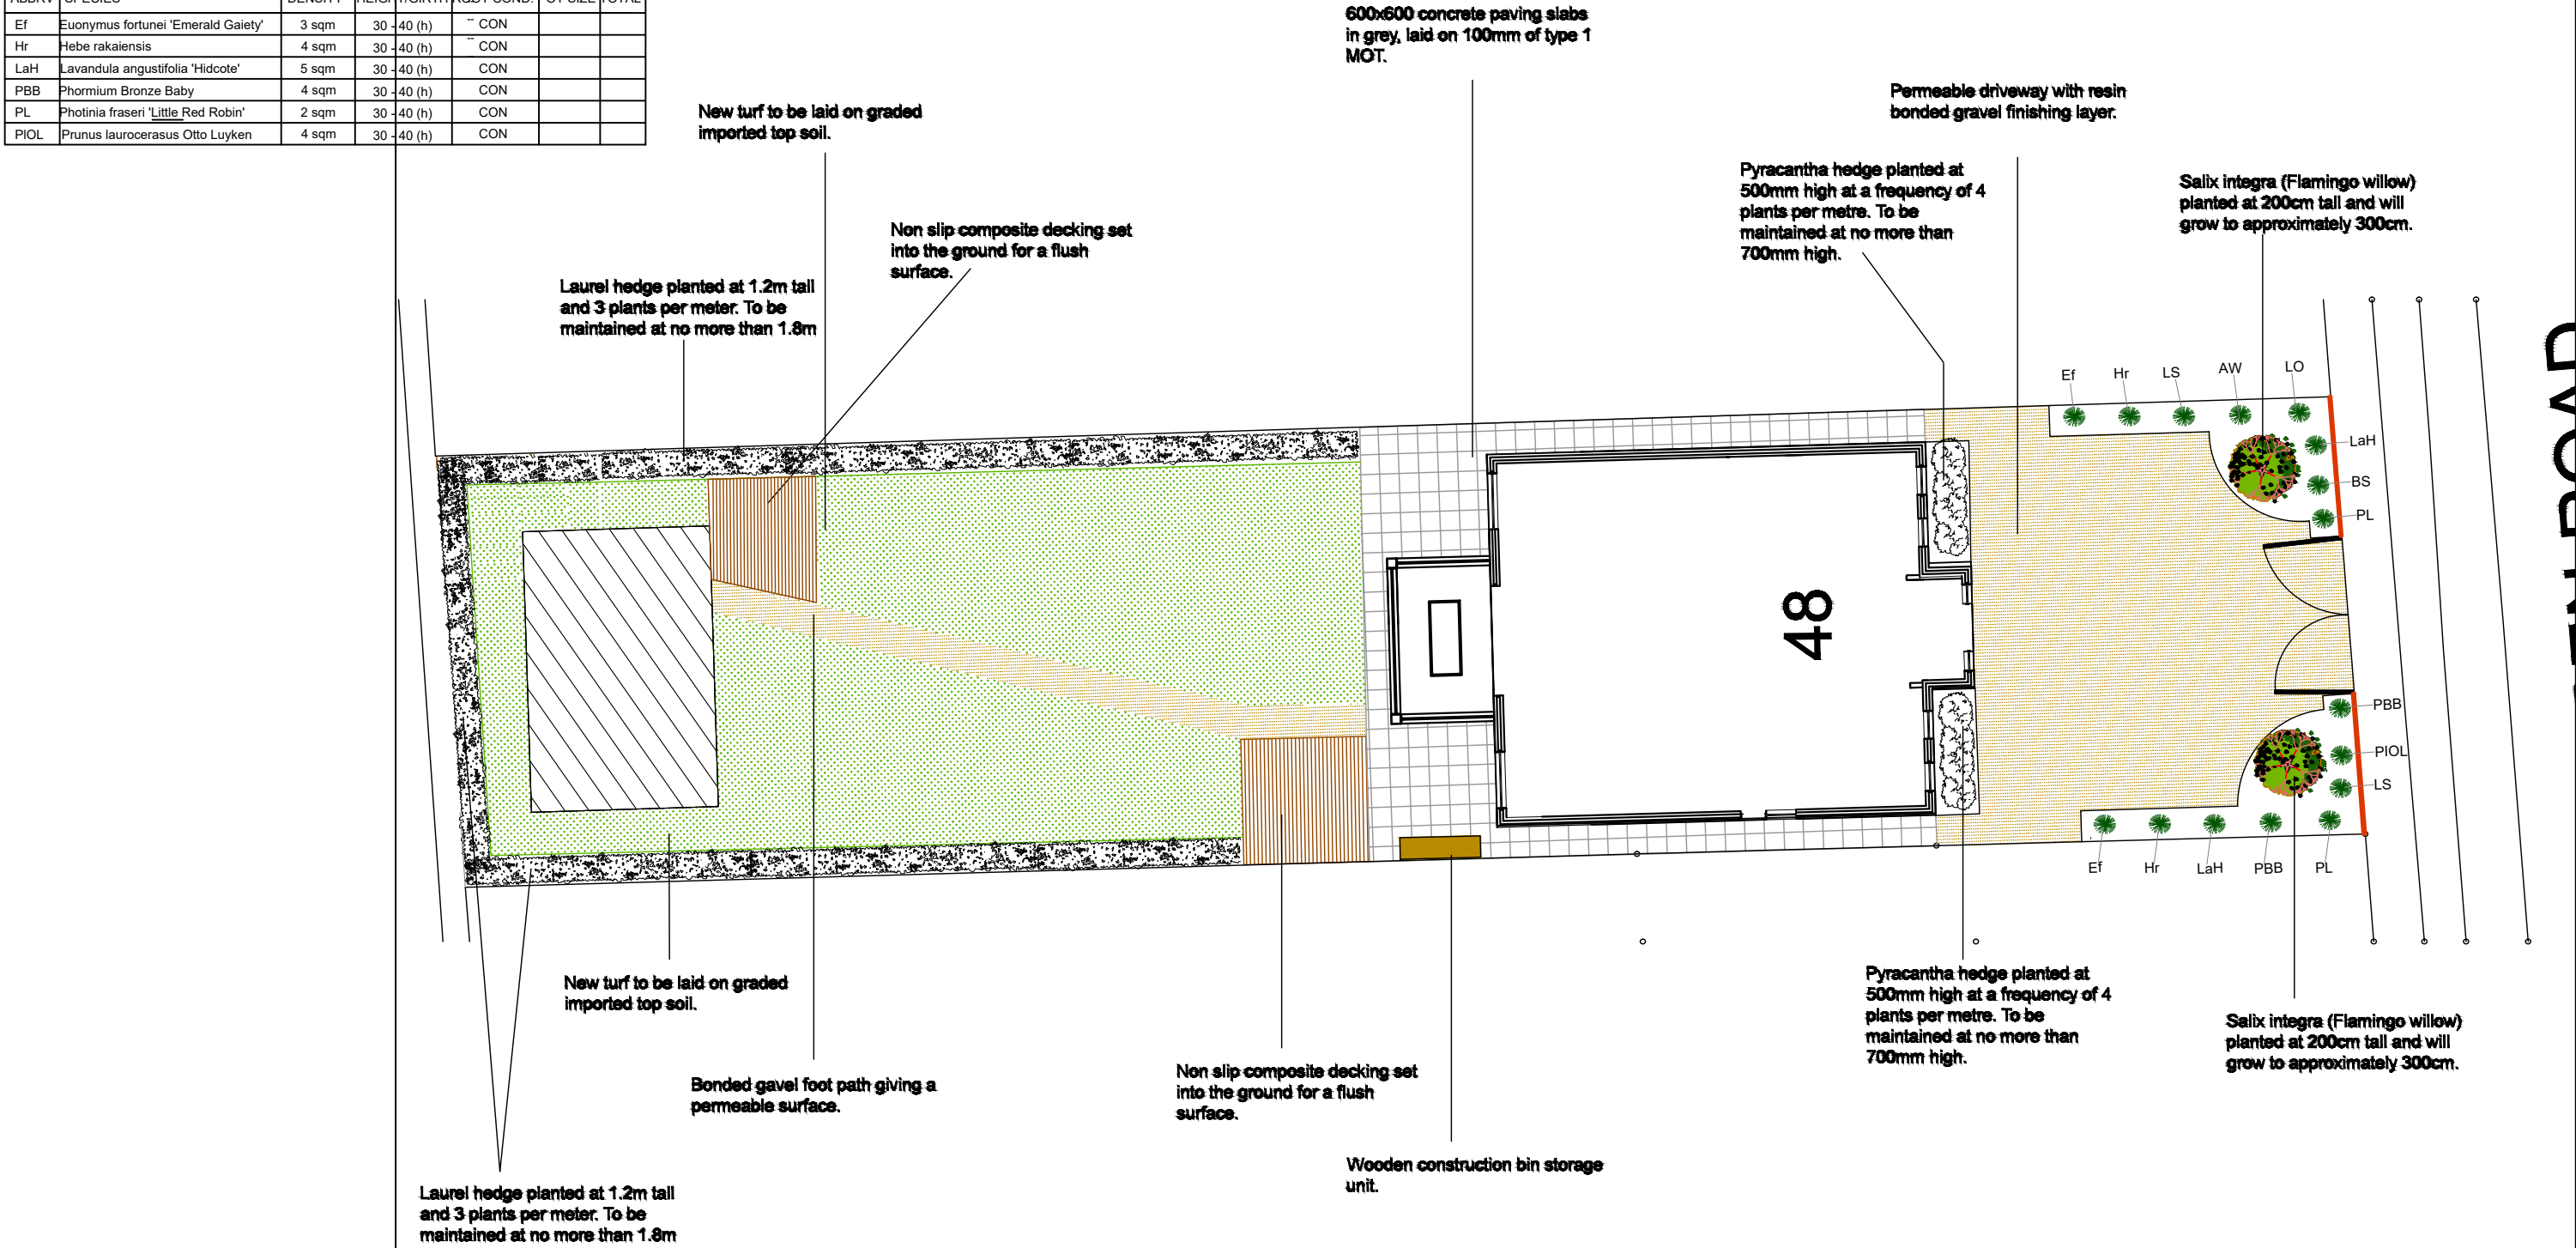 Ef Euonymus fortunei 'Emerald Gaiety' 3 sqm 30 - 40 (h) -- CON
Hr Hebe rakaiensis 4 sqm 30 - 40 (h) -- CON
LaH Lavandula angustifolia 'Hidcote' 5 sqm 30 - 40 (h) CON
PBB Phormium Bronze Baby 4 sqm 30 - 40 (h) CON
PL Photinia fraseri 'Little Red Robin' 2 sqm 30 - 40 (h) CON
PIOL Prunus laurocerasus Otto Luyken 4 sqm 30 - 40 (h) CON
600x600 concrete paving slabs
in grey, laid on 100mm of type 1
MOT.
New turf to be laid on graded
imported top soil.
Permeable driveway with resin
bonded gravel finishing layer.
Pyracantha hedge planted at
500mm high at a frequency of 4
plants per metre. To be
maintained at no more than
700mm high.
Salix integra (Flamingo willow)
planted at 200cm tall and will
grow to approximately 300cm.
Non slip composite decking set
into the ground for a flush
surface.
Laurel hedge planted at 1.2m tall
and 3 plants per meter. To be
maintained at no more than 1.8m
Ef
Hr
LS
AW
LO
LaH
BS
PL
48
PBB
PIOL
LS
Ef
Hr
LaH
PBB
PL
ROAD
New turf to be laid on graded
imported top soil.
Bonded gavel foot path giving a
permeable surface.
Non slip composite decking set
into the ground for a flush
surface.
Wooden construction bin storage
unit.
Pyracantha hedge planted at
500mm high at a frequency of 4
plants per metre. To be
maintained at no more than
700mm high.
Salix integra (Flamingo willow)
planted at 200cm tall and will
grow to approximately 300cm.
Laurel hedge planted at 1.2m tall
and 3 plants per meter. To be
maintained at no more than 1.8m